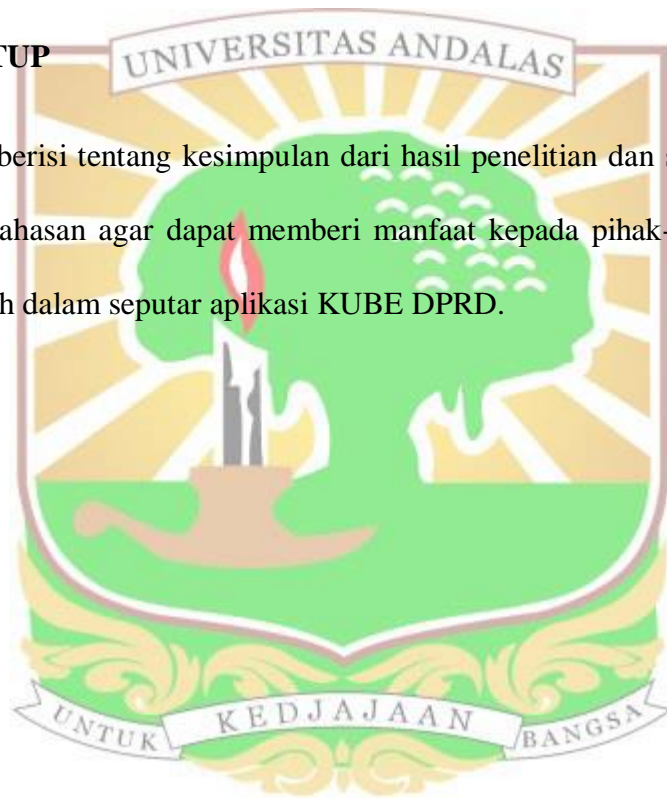 UNIVERSITAS ANDALAS
TUP
berisi tentang kesimpulan dari hasil penelitian dan
ahasan agar dapat memberi manfaat kepada pihak-
h dalam seputar aplikasi KUBE DPRD.
UNTUK KEDJAJAAN BANGSA